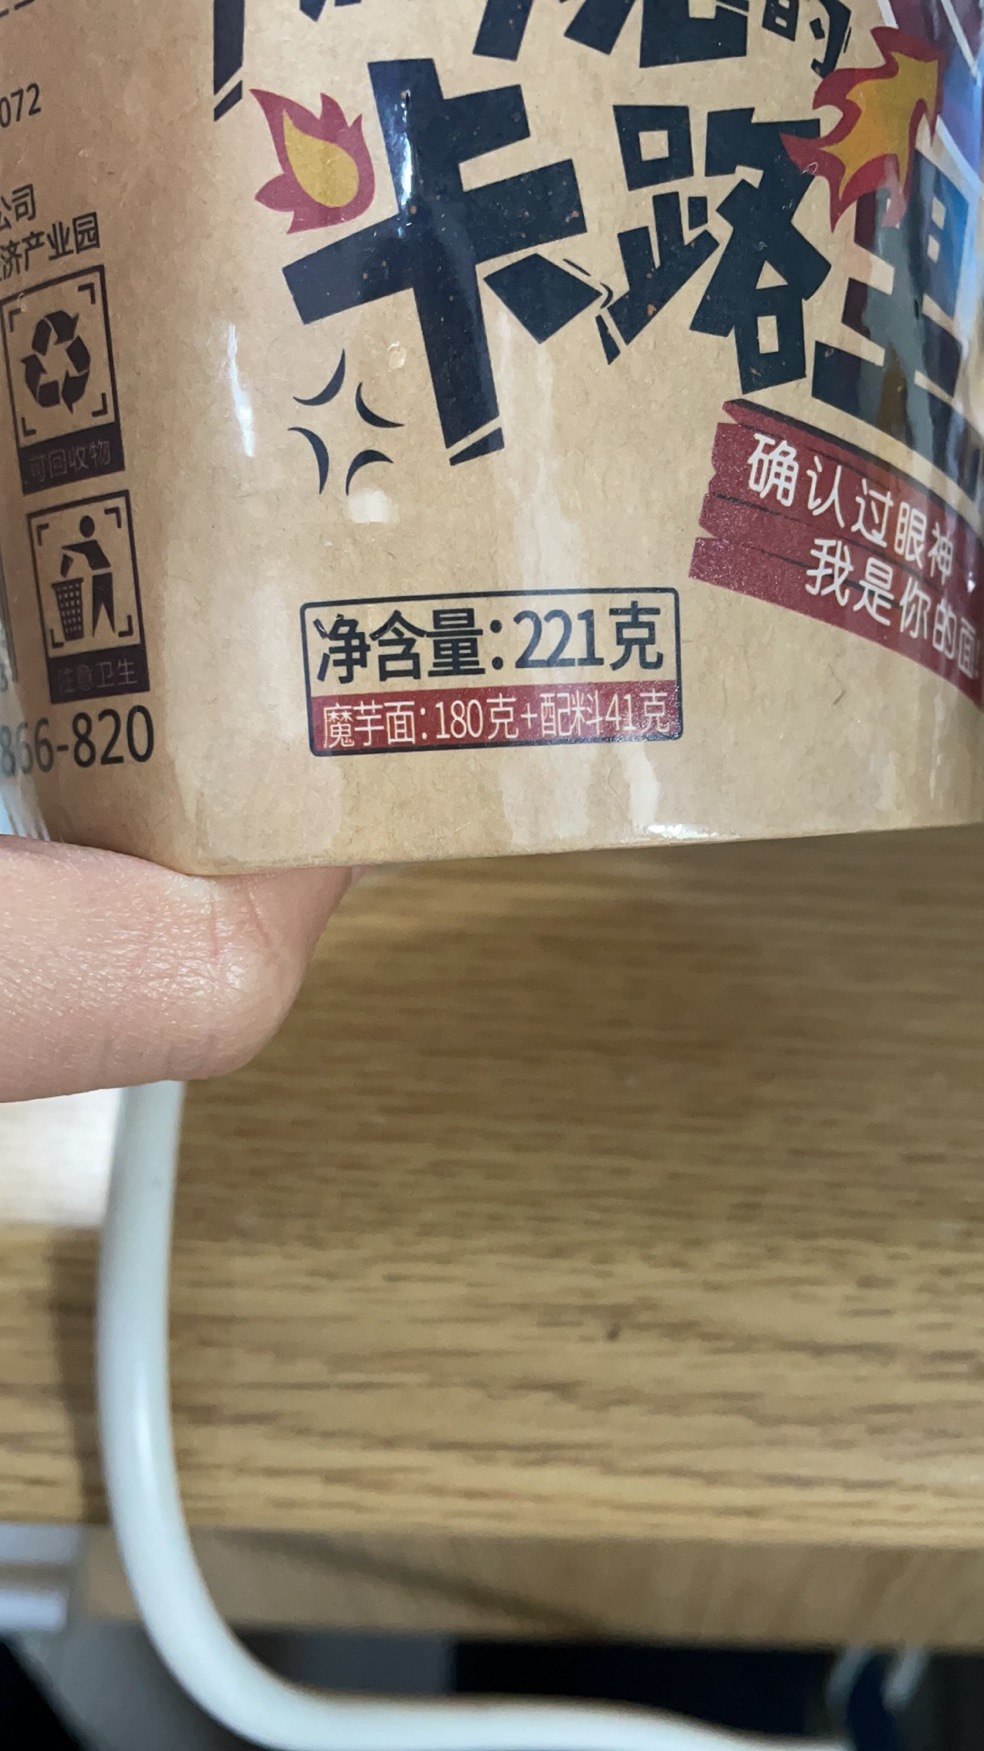 的
卡路里
072
公司
济产业园
可回收物
注意卫生
866-820
确认过眼神
我是你的面
净含量：221克
魔芋面：180克+配料41克